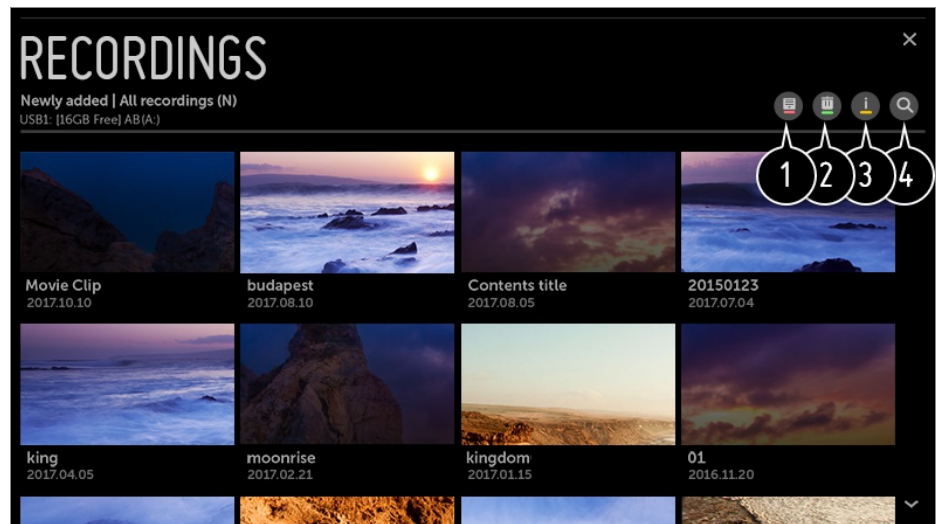 RECORDINGS
Newly added | All recordings (N)
USB1: [16GB Free] AB(A:)
1 2 3 4
Movie Clip
2017.10.10
budapest
2017.08.10
Contents title
2017.08.05
20150123
2017.07.04
king
2017.04.05
moonrise
2017.02.21
kingdom
2017.01.15
01
2016.11.20